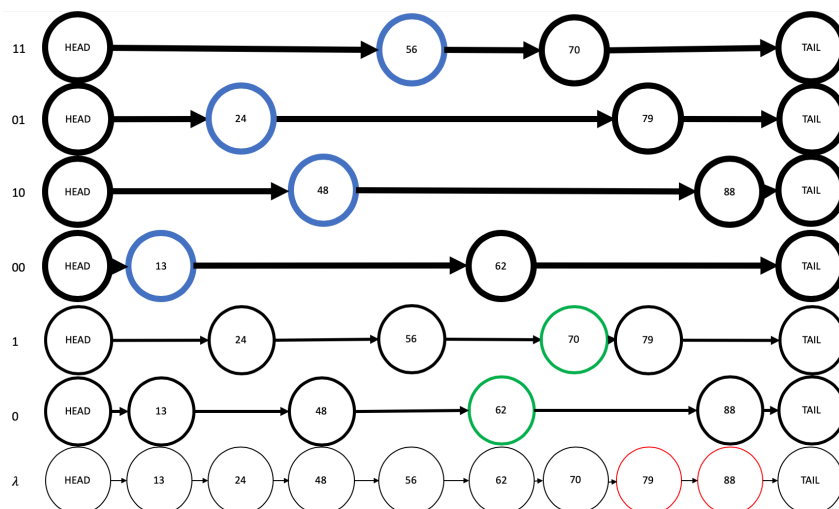 11 HEAD 56 70 TAIL
01 HEAD 24 79 TAIL
10 HEAD 48 88 TAIL
00 HEAD 13 62 TAIL
1 HEAD 24 56 70 79 TAIL
0 HEAD 13 48 62 88 TAIL
λ HEAD 13 24 48 56 62 70 79 88 TAIL